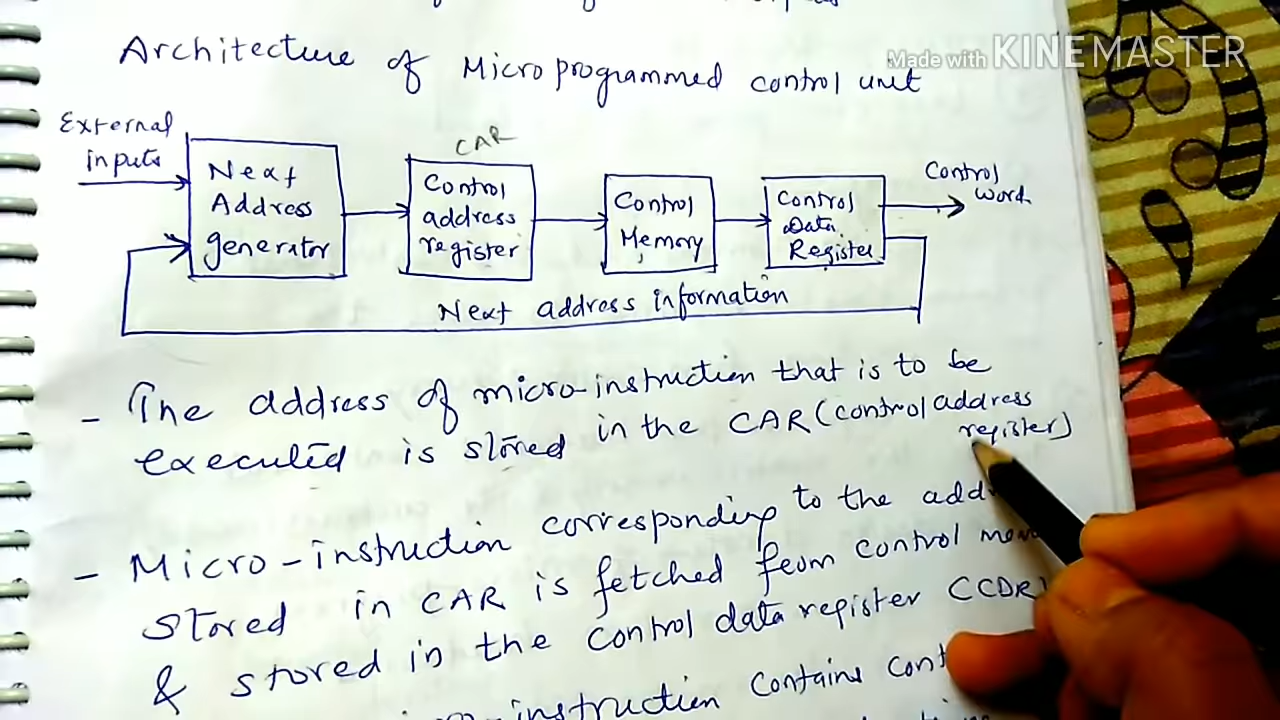 Architecture of Microprogrammed control unit
Made with KINEMASTER
External inputs
Next Address generator
CAR
Control address register
Control Memory
Control Data Register
Control Word
Next address information
- The address of micro-instruction that is to be
executed is stored in the CAR (control address
register)
- Micro-instruction corresponding to the
stored in CAR is fetched from control
& stored in the control data register (CDR)
instruction contains